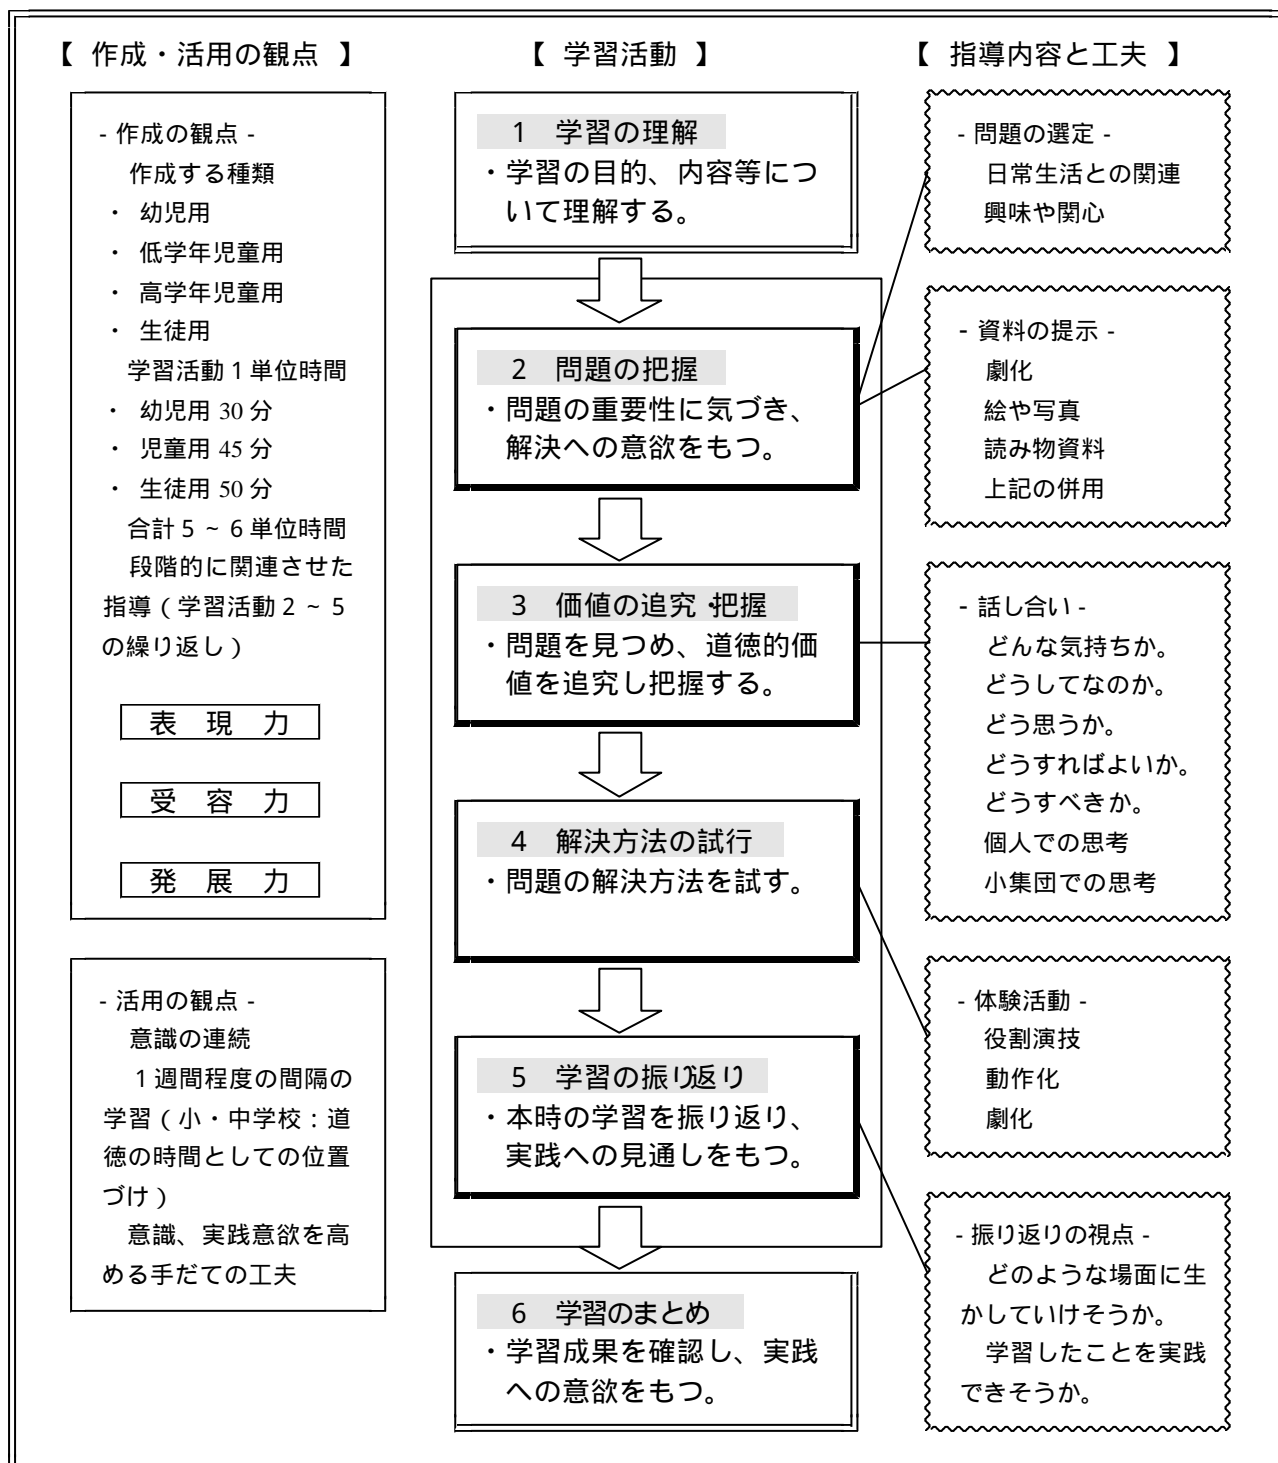 【 作成・活用の観点 】
- 作成の観点 -
作成する種類
・ 幼児用
・ 低学年児童用
・ 高学年児童用
・ 生徒用
学習活動１単位時間
・ 幼児用 30 分
・ 児童用 45 分
・ 生徒用 50 分
合計５～６単位時間
段階的に関連させた
指導（学習活動２～５
の繰り返し）
表 現 力
受 容 力
発 展 力
- 活用の観点 -
意識の連続
１週間程度の間隔の
学習（小・中学校：道
徳の時間としての位置
づけ）
意識、実践意欲を高
める手だての工夫
【 学習活動 】
１ 学習の理解
・学習の目的、内容等につ
いて理解する。
２ 問題の把握
・問題の重要性に気づき、
解決への意欲をもつ。
３ 価値の追究・把握
・問題を見つめ、道徳的価
値を追究し把握する。
４ 解決方法の試行
・問題の解決方法を試す。
５ 学習の振り返り
・本時の学習を振り返り、
実践への見通しをもつ。
６ 学習のまとめ
・学習成果を確認し、実践
への意欲をもつ。
【 指導内容と工夫 】
- 問題の選定 -
日常生活との関連
興味や関心
- 資料の提示 -
劇化
絵や写真
読み物資料
上記の併用
- 話し合い -
どんな気持ちか。
どうしてなのか。
どう思うか。
どうすればよいか。
どうすべきか。
個人での思考
小集団での思考
- 体験活動 -
役割演技
動作化
劇化
- 振り返りの視点 -
どのような場面に生
かしていけそうか。
学習したことを実践
できそうか。